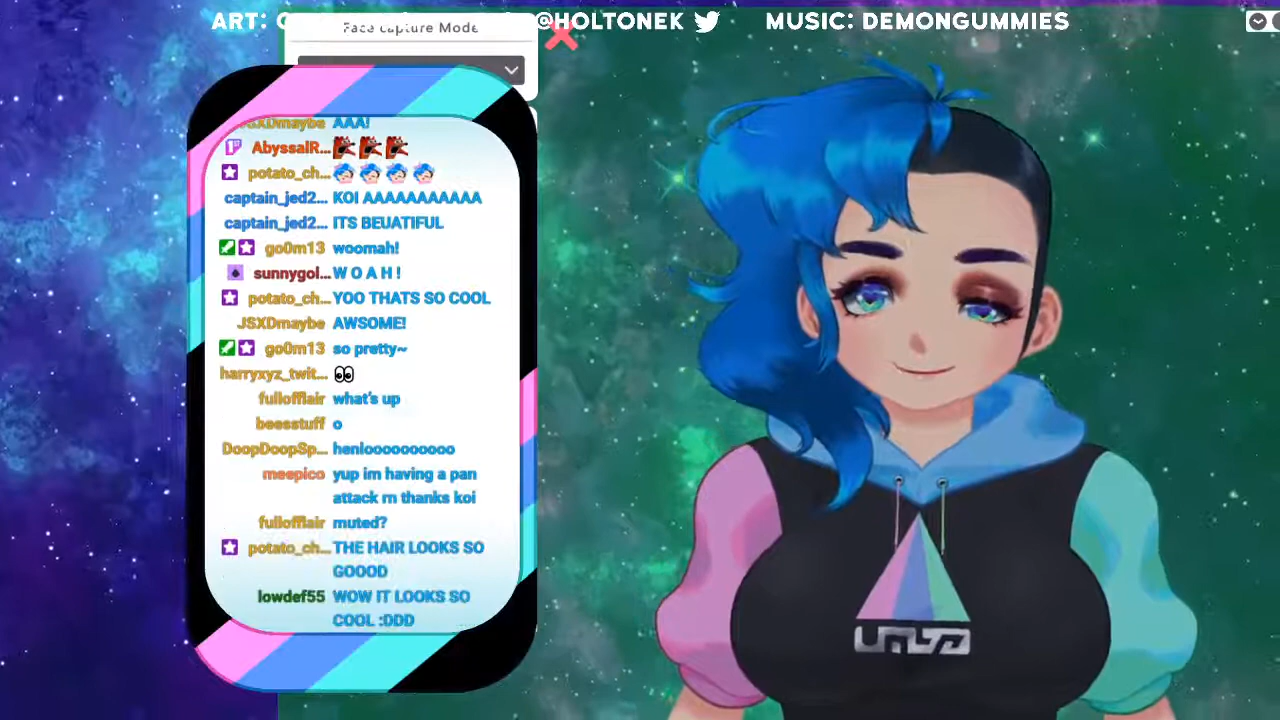 ART: @HOLTONEK MUSIC: DEMONGUMMIES
Face Capture Mode
JSXDmaybe AAA!
AbyssalR...
potato_ch...
captain_jed2... KOI AAAAAAAAAAA
captain_jed2... ITS BEUATIFUL
go0m13 woomah!
sunnygol... W O A H !
potato_ch... YOO THATS SO COOL
JSXDmaybe AWSOME!
go0m13 so pretty~
harryxyz_twit... 👀
fullofflair what's up
beesstuff o
DoopDoopSp... henloooooooooo
meepico yup im having a pan
attack rn thanks koi
fullofflair muted?
potato_ch... THE HAIR LOOKS SO
GOOOD
lowdef55 WOW IT LOOKS SO
COOL :DDD